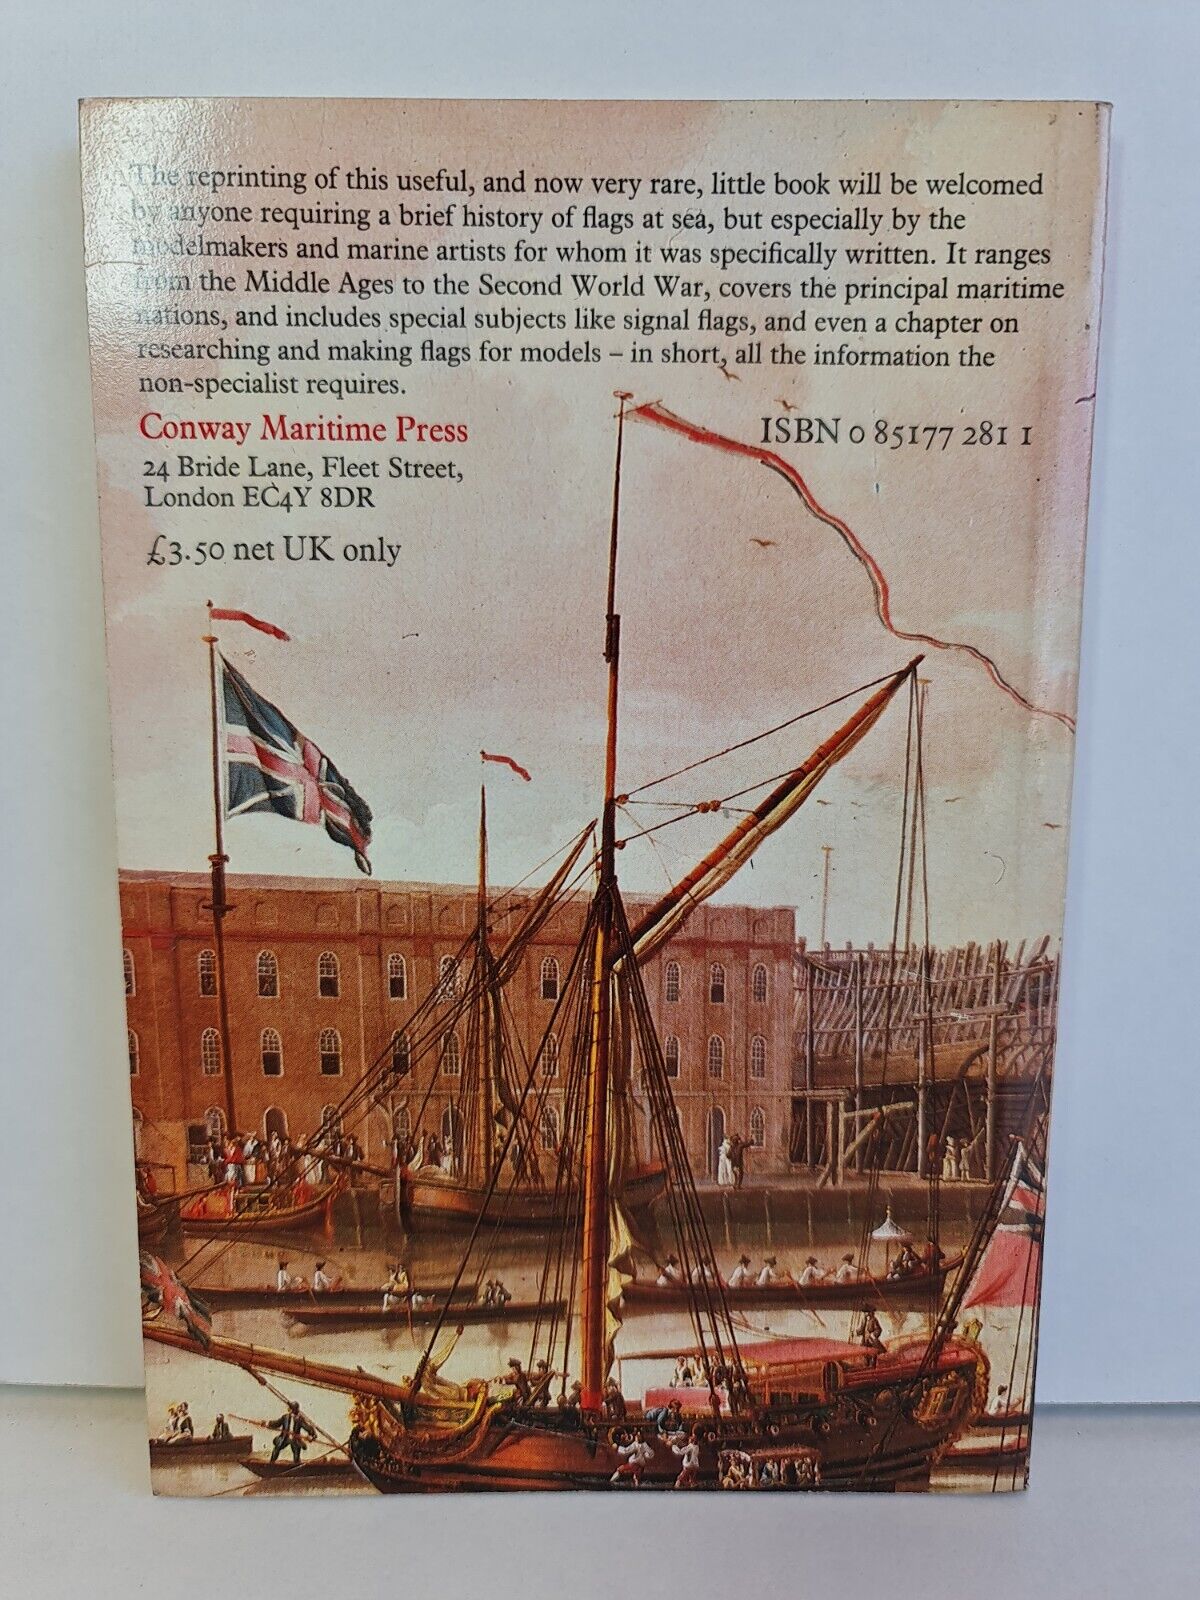 The reprinting of this useful, and now very rare, little book will be welcomed
by anyone requiring a brief history of flags at sea, but especially by the
modelmakers and marine artists for whom it was specifically written. It ranges
from the Middle Ages to the Second World War, covers the principal maritime
nations, and includes special subjects like signal flags, and even a chapter on
researching and making flags for models – in short, all the information the
non-specialist requires.
Conway Maritime Press
ISBN 0 85177 281 1
24 Bride Lane, Fleet Street,
London EC4Y 8DR
£3.50 net UK only